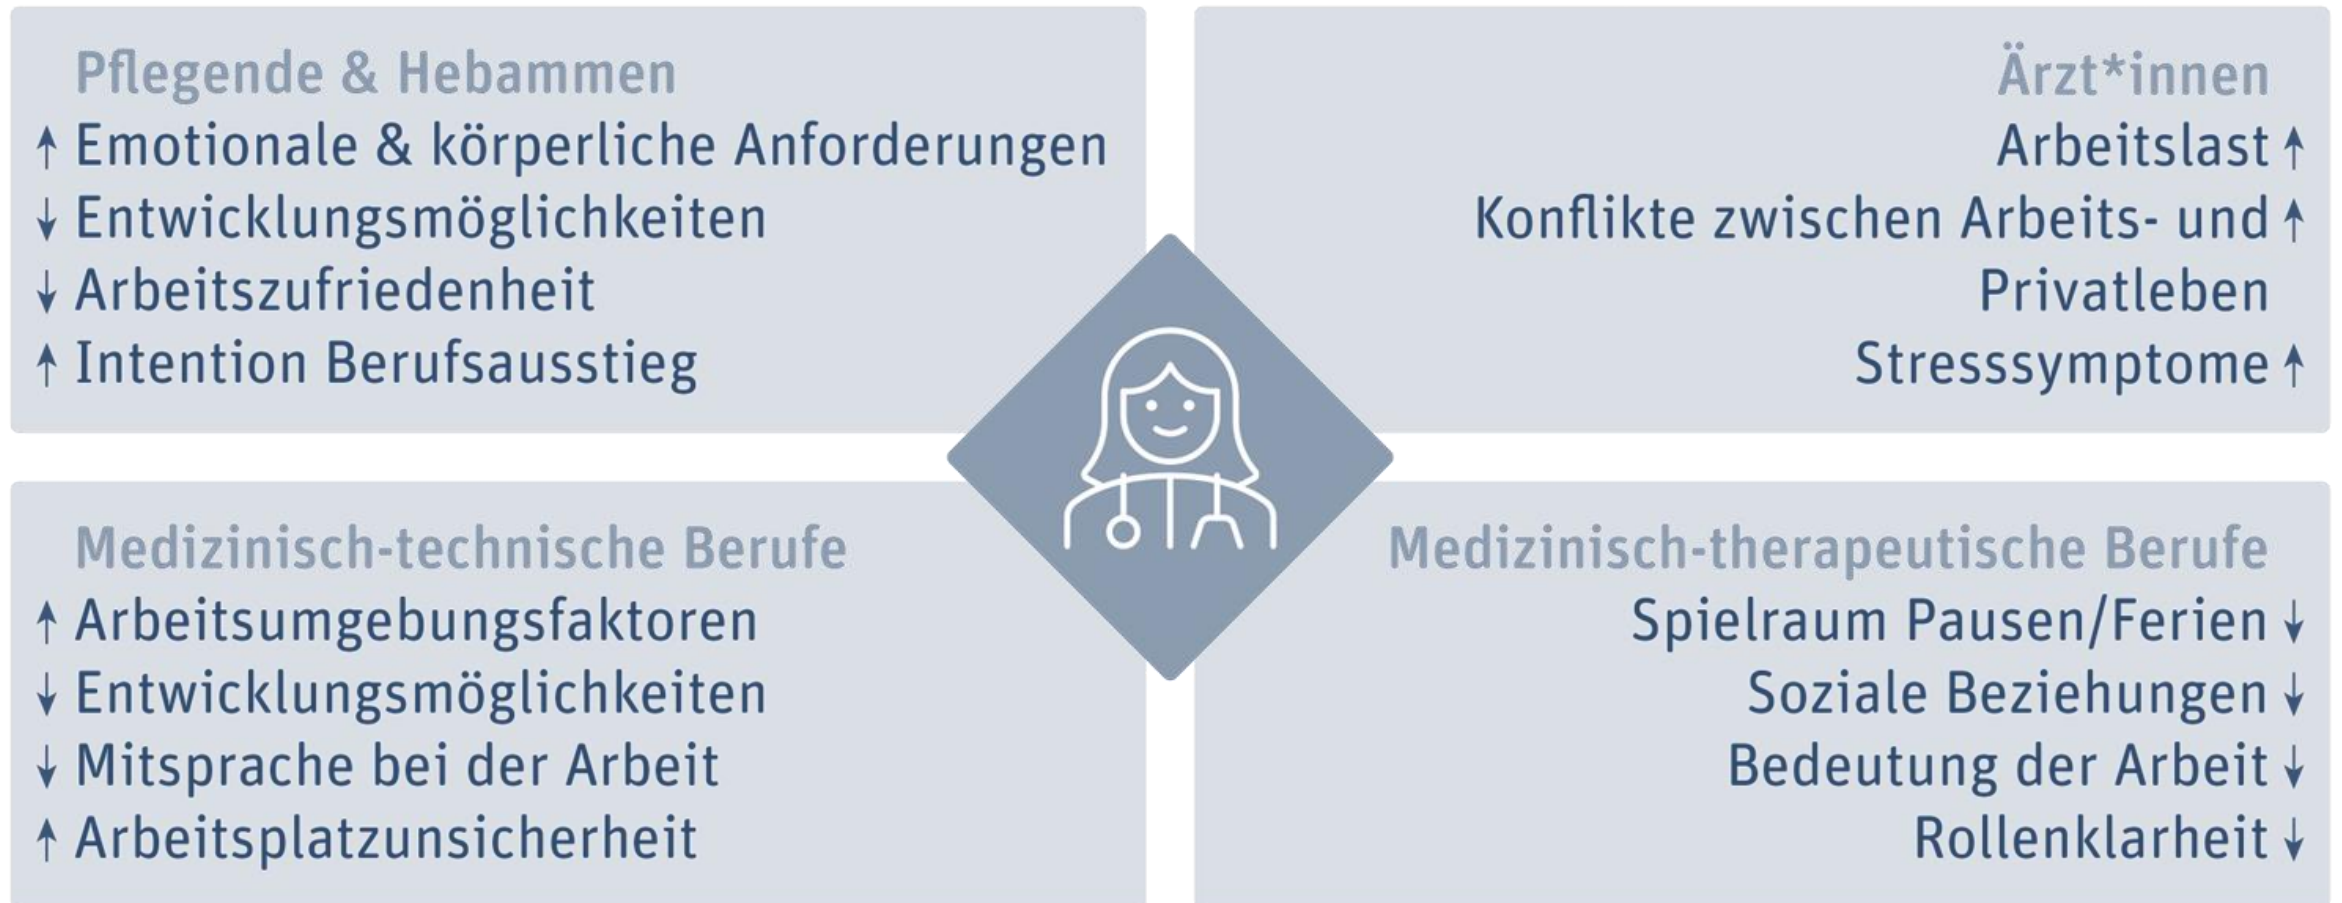 Pflegende & Hebammen
↑ Emotionale & körperliche Anforderungen
↓ Entwicklungsmöglichkeiten
↓ Arbeitszufriedenheit
↑ Intention Berufsausstieg
Ärzt*innen
Arbeitslast ↑
Konflikte zwischen Arbeits- und ↑
Privatleben
Stresssymptome ↑
Medizinisch-technische Berufe
↑ Arbeitsumgebungsfaktoren
↓ Entwicklungsmöglichkeiten
↓ Mitsprache bei der Arbeit
↑ Arbeitsplatzunsicherheit
Medizinisch-therapeutische Berufe
Spielraum Pausen/Ferien ↓
Soziale Beziehungen ↓
Bedeutung der Arbeit ↓
Rollenklarheit ↓